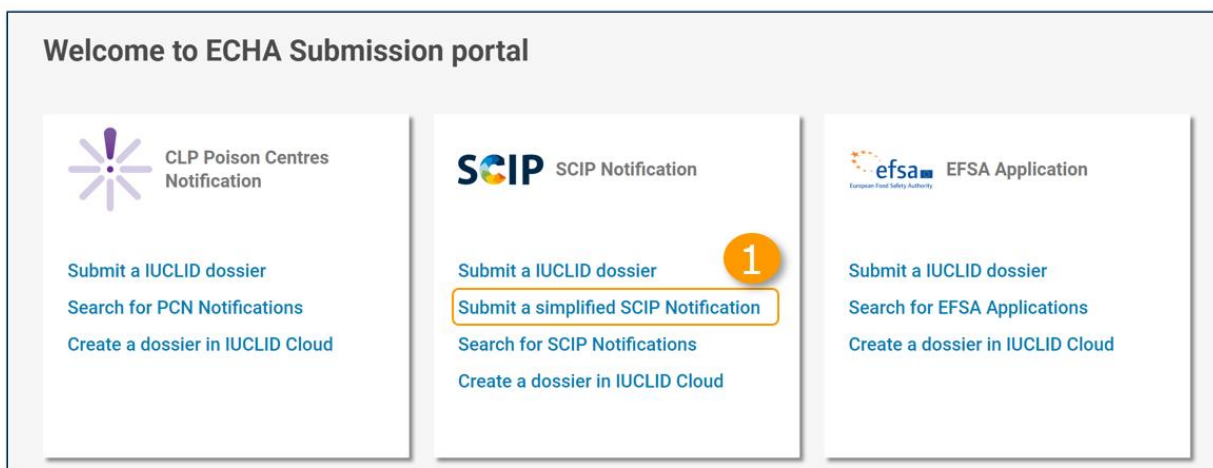 Welcome to ECHA Submission portal
CLP Poison Centres
Notification
Submit a IUCLID dossier
Search for PCN Notifications
Create a dossier in IUCLID Cloud
SCIP
SCIP Notification
1
Submit a IUCLID dossier
Submit a simplified SCIP Notification
Search for SCIP Notifications
Create a dossier in IUCLID Cloud
efsa
European Food Safety Authority
EFSA Application
Submit a IUCLID dossier
Search for EFSA Applications
Create a dossier in IUCLID Cloud